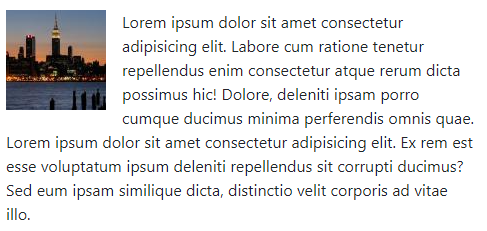 Lorem ipsum dolor sit amet consectetur
adipisicing elit. Labore cum ratione tenetur
repellendus enim consectetur atque rerum dicta
possimus hic! Dolore, deleniti ipsam porro
cumque ducimus minima perferendis omnis quae.
Lorem ipsum dolor sit amet consectetur adipisicing elit. Ex rem est
esse voluptatum ipsum deleniti repellendus sit corrupti ducimus?
Sed eum ipsam similique dicta, distinctio velit corporis ad vitae
illo.